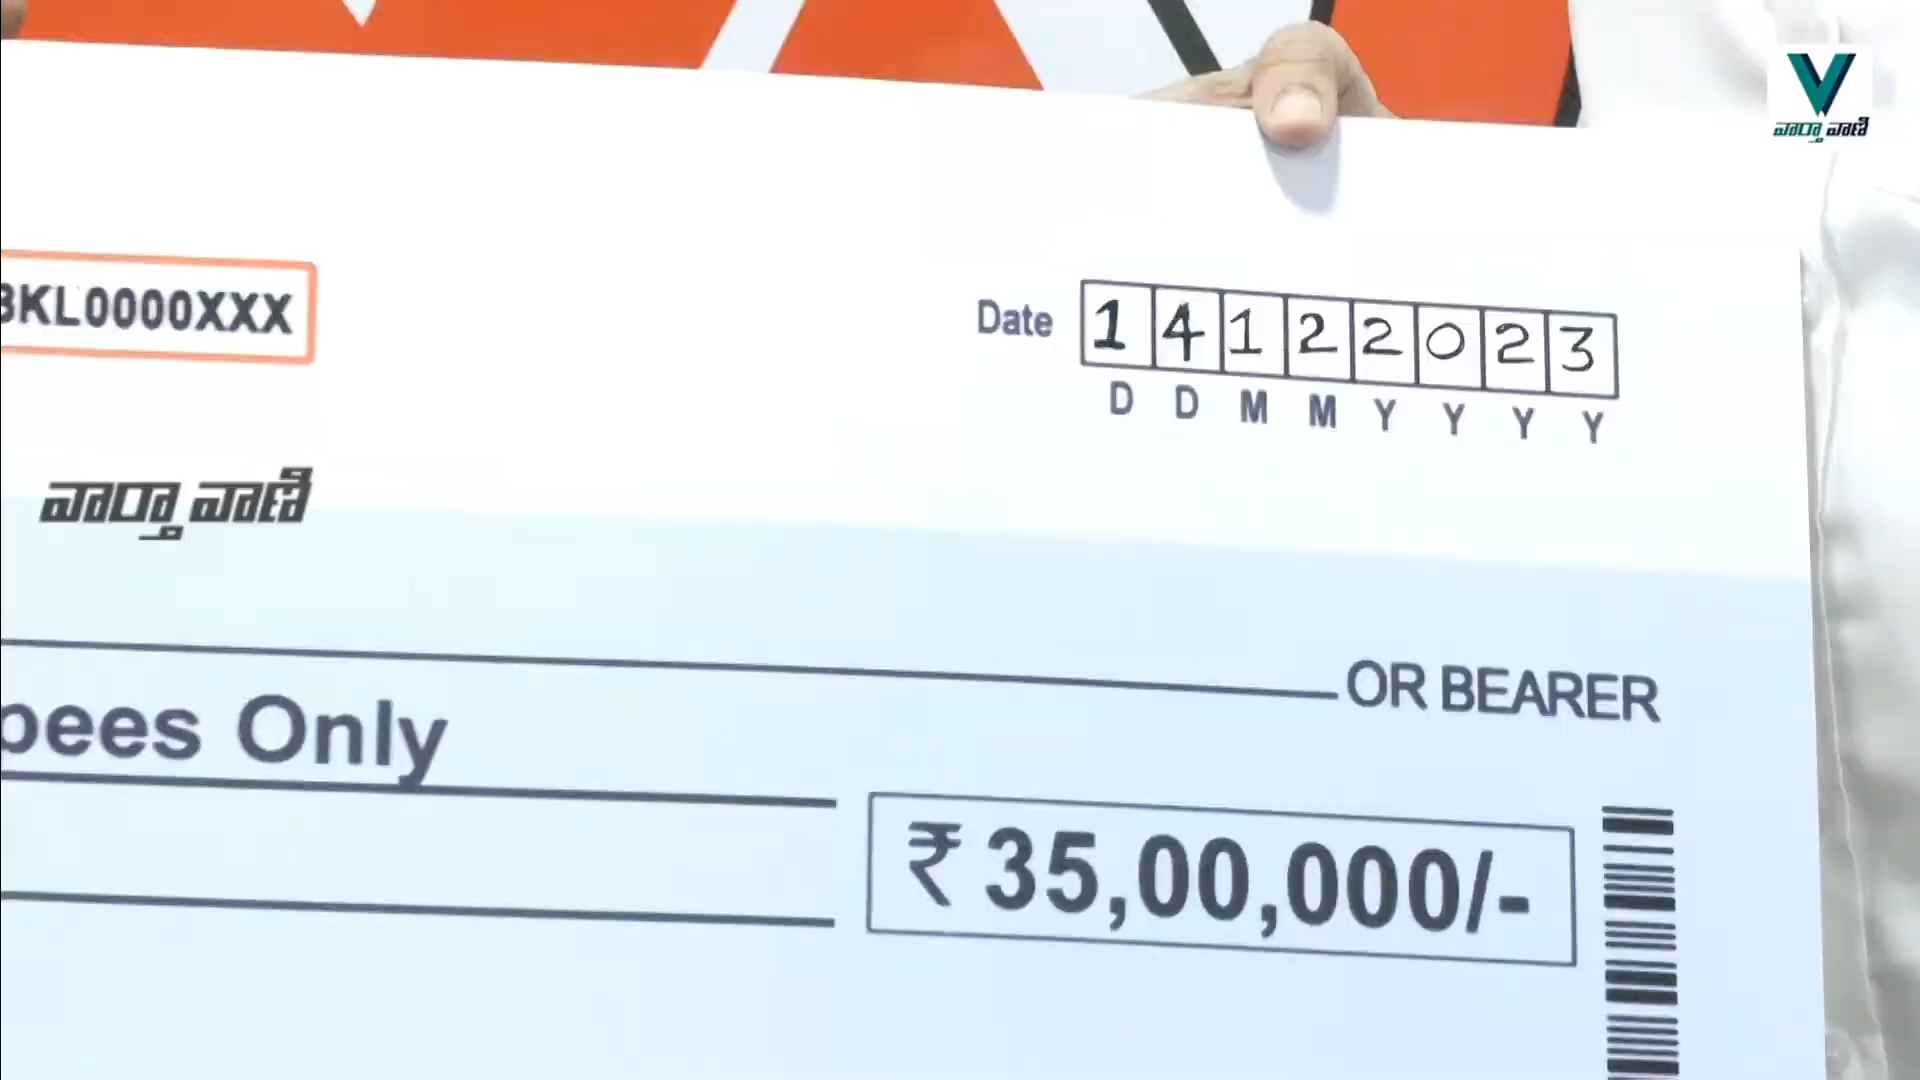 వార్తా వాణి
BKL0000XXX
Date 14122023
D D M M Y Y Y Y
వార్తా వాణి
OR BEARER
pees Only
₹ 35,00,000/-